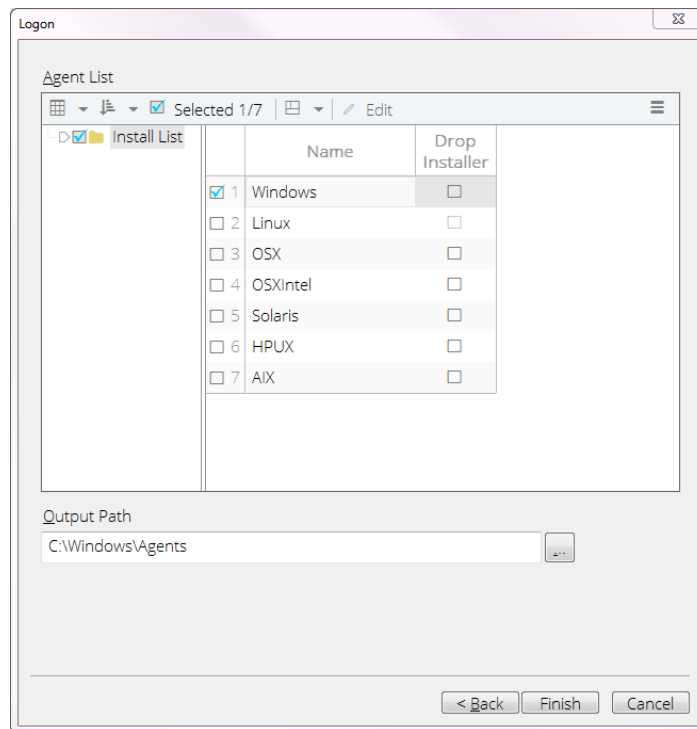 Logon
Agent List
Selected 1/7 Edit
Install List
Name Drop Installer
1 Windows
2 Linux
3 OSX
4 OSXIntel
5 Solaris
6 HPUX
7 AIX
Output Path
C:\Windows\Agents
...
< Back Finish Cancel